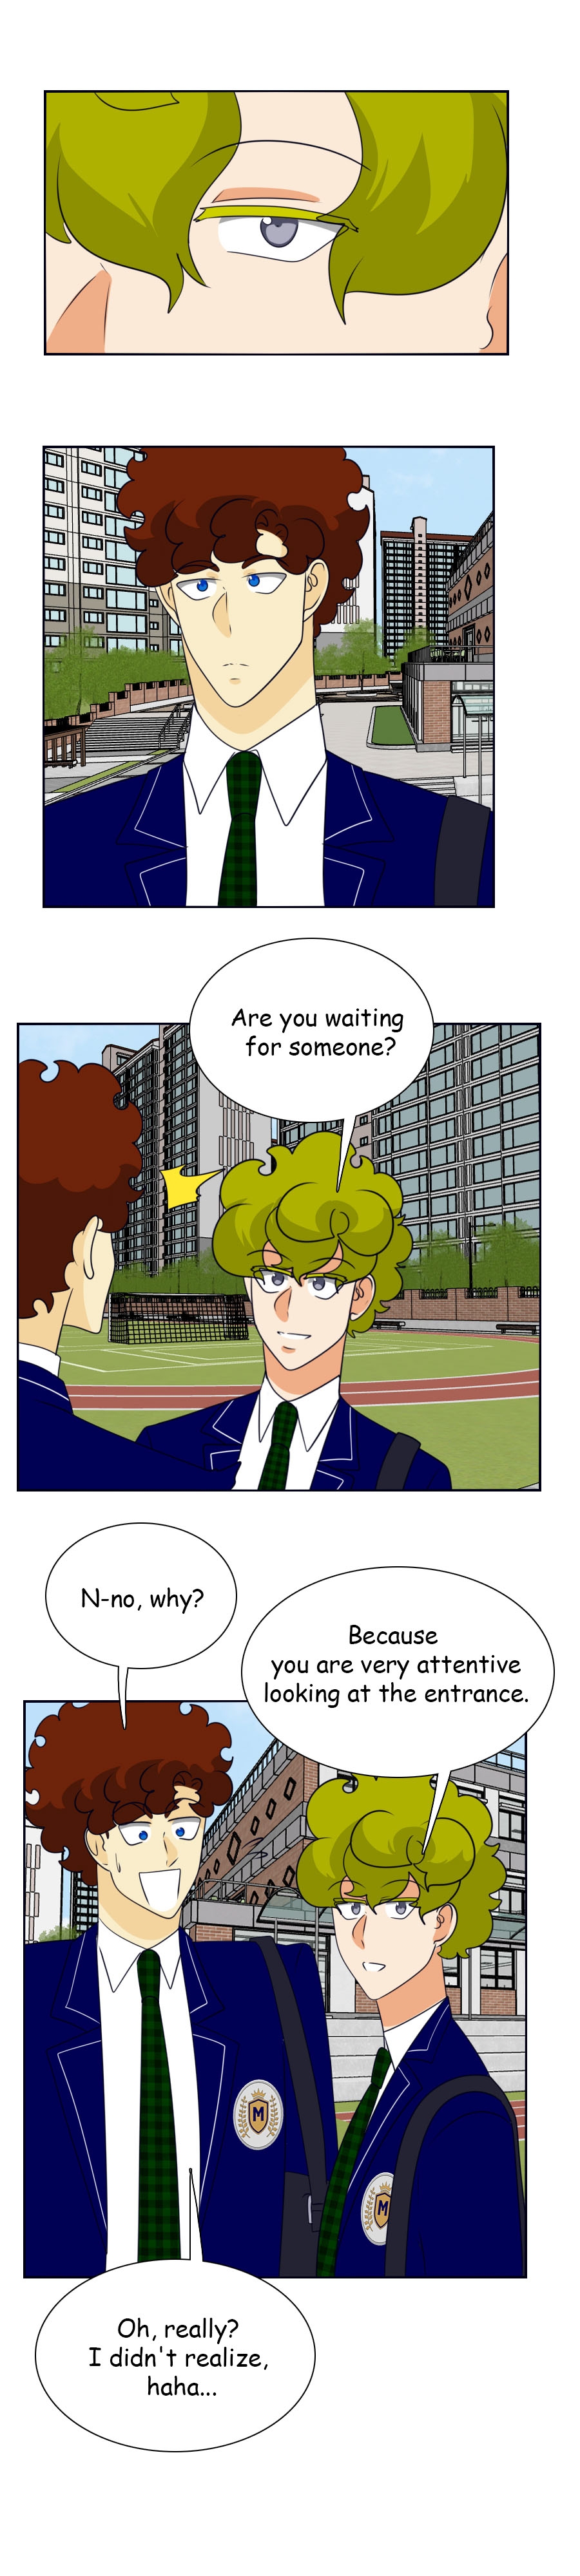 Are you waiting
for someone?
N-no, why?
Because
you are very attentive
looking at the entrance.
M
M
Oh, really?
I didn't realize,
haha...